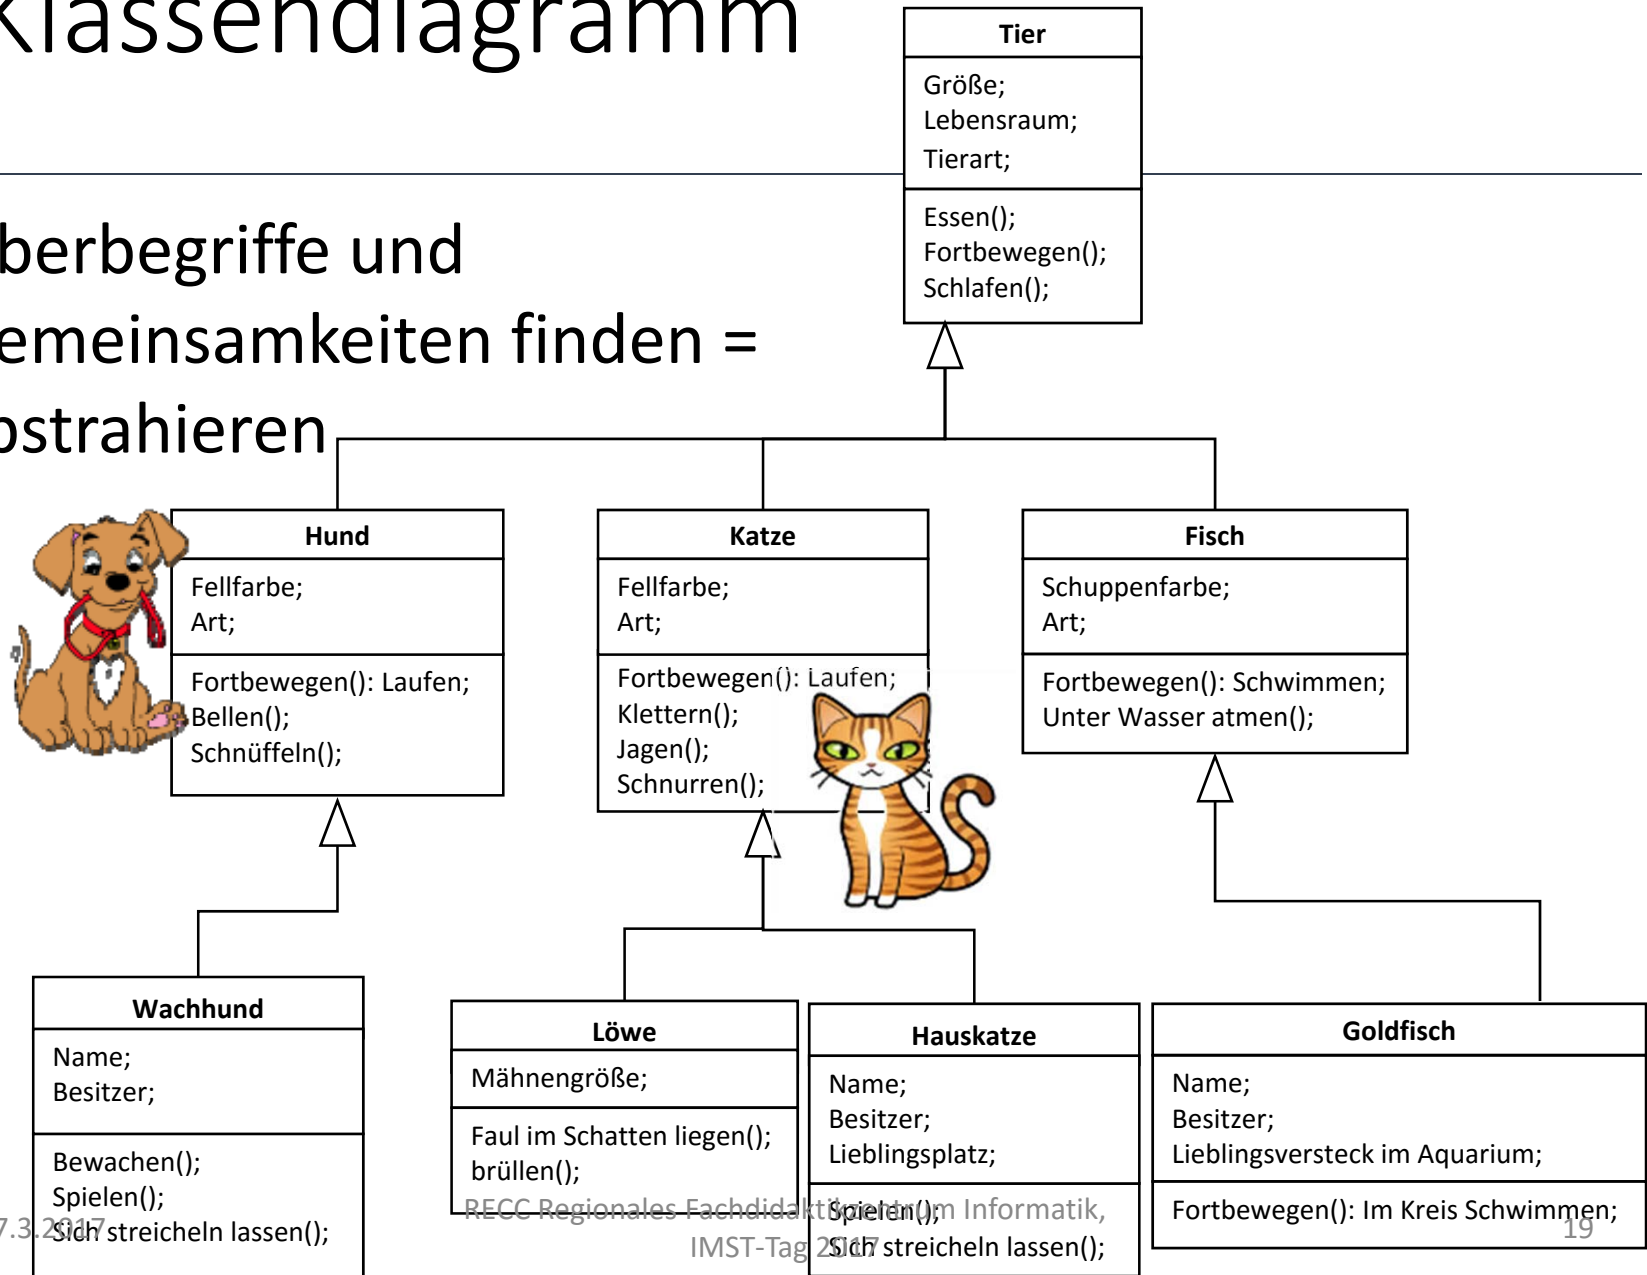 Klassendiagramm
berbegriffe und
emeinsamkeiten finden =
bstrahieren
Tier
Größe;
Lebensraum;
Tierart;
Essen();
Fortbewegen();
Schlafen();
Hund
Fellfarbe;
Art;
Fortbewegen(): Laufen;
Bellen();
Schnüffeln();
Katze
Fellfarbe;
Art;
Fortbewegen(): Laufen;
Klettern();
Jagen();
Schnurren();
Fisch
Schuppenfarbe;
Art;
Fortbewegen(): Schwimmen;
Unter Wasser atmen();
Wachhund
Name;
Besitzer;
Bewachen();
Spielen();
Sich streicheln lassen();
Löwe
Mähnengröße;
Faul im Schatten liegen();
brüllen();
Hauskatze
Name;
Besitzer;
Lieblingsplatz;
Spielen();
Sich streicheln lassen();
Goldfisch
Name;
Besitzer;
Lieblingsversteck im Aquarium;
Fortbewegen(): Im Kreis Schwimmen;
7.3.2017
RECC Regionales Fachdidaktikzentrum Informatik,
IMST-Tag 2017
19